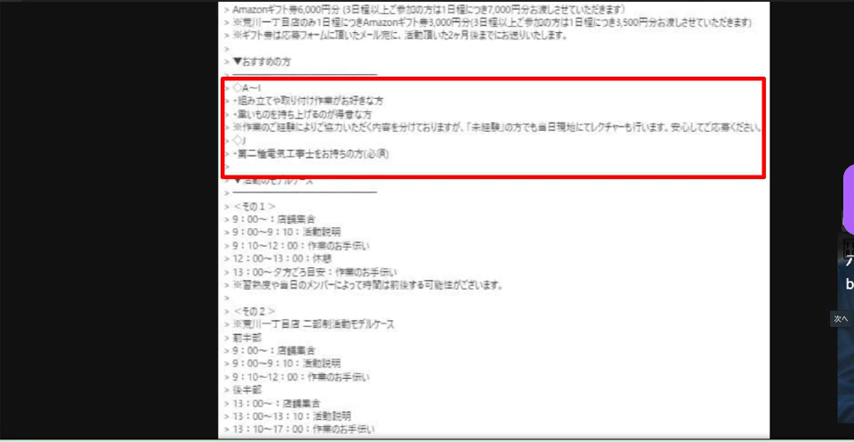 > Amazonギフト券6,000円分 (3日程以上ご参加の方は1日程につき7,000円分お渡しさせていただきます)
> ※荒川一丁目店のみ1日程につきAmazonギフト券3,000円分(3日程以上ご参加の方は1日程につき3,500円分お渡しさせていただきます)
> ※ギフト券は応募フォームに頂いたメール宛に、活動頂いた2ヶ月後までにお送りいたします。
>
> ▼おすすめの方
>
> ◇A～I
> ・組み立てや取り付け作業がお好きな方
> ・重いものを持ち上げるのが得意な方
> ※作業のご経験によりご協力いただく内容を分けておりますが、「未経験」の方でも当日現地にてレクチャーも行います。安心してご応募ください。
> ◇J
> ・第二種電気工事士をお持ちの方(必須)
>
> ▼活動のモデルケース
>
> ＜その１＞
> 9：00～：店舗集合
> 9：00～9：10：活動説明
> 9：10～12：00：作業のお手伝い
> 12：00～13：00：休憩
> 13：00～夕方ごろ目安：作業のお手伝い
> ※習熟度や当日のメンバーによって時間は前後する可能性がございます。
>
> ＜その２＞
> ※荒川一丁目店 二部制活動モデルケース
> 前半部
> 9：00～：店舗集合
> 9：00～9：10：活動説明
> 9：10～12：00：作業のお手伝い
> 後半部
> 13：00～：店舗集合
> 13：00～13：10：活動説明
> 13：10～17：00：作業のお手伝い
次へ